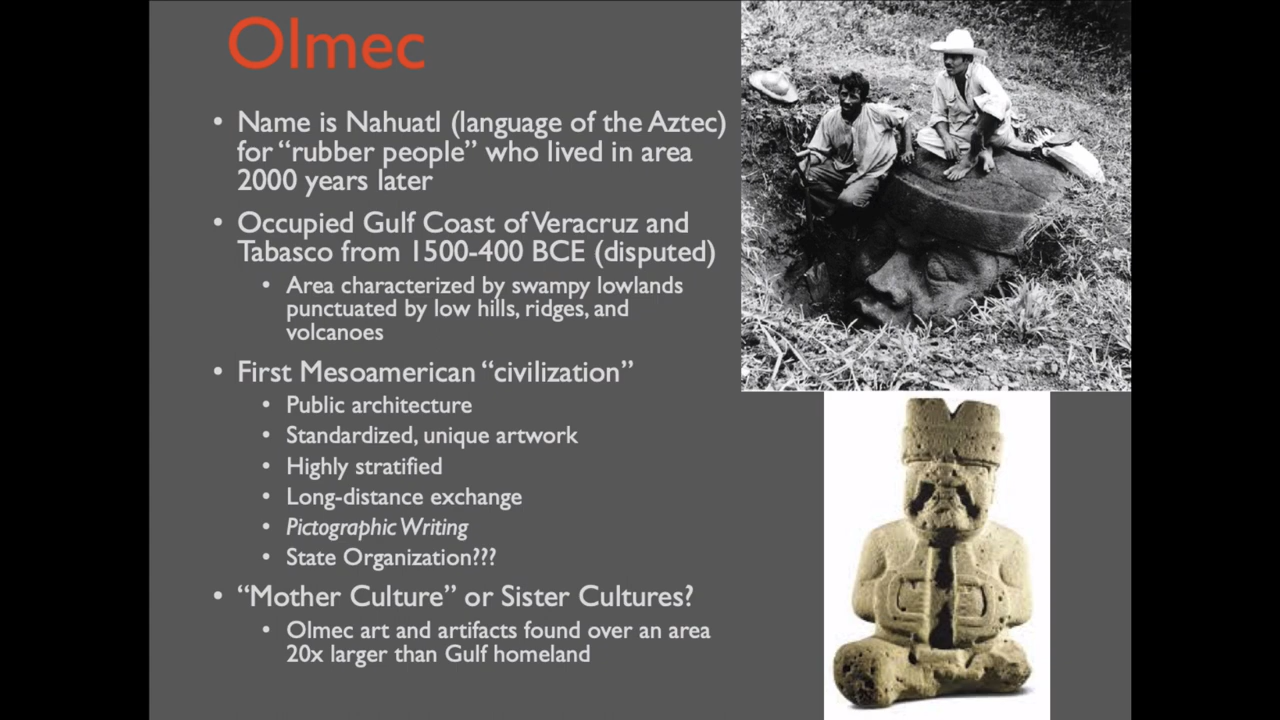 Olmec
• Name is Nahuatl (language of the Aztec)
for “rubber people” who lived in area
2000 years later
• Occupied Gulf Coast of Veracruz and
Tabasco from 1500-400 BCE (disputed)
• Area characterized by swampy lowlands
punctuated by low hills, ridges, and
volcanoes
• First Mesoamerican “civilization”
• Public architecture
• Standardized, unique artwork
• Highly stratified
• Long-distance exchange
• Pictographic Writing
• State Organization???
• “Mother Culture” or Sister Cultures?
• Olmec art and artifacts found over an area
20x larger than Gulf homeland